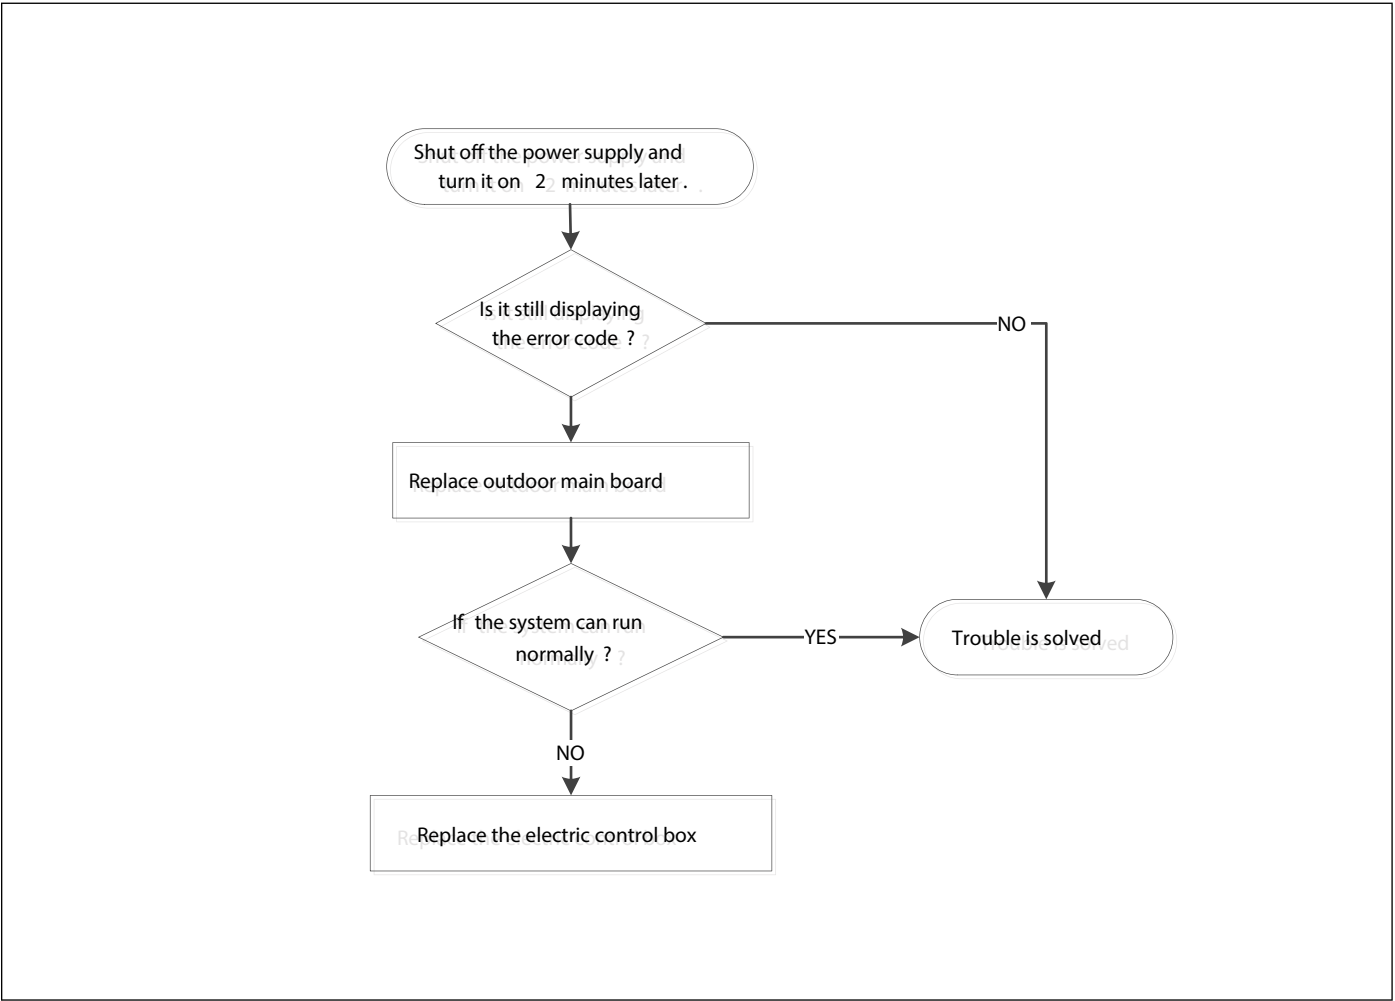 Shut off the power supply and
turn it on 2 minutes later .
Is it still displaying
the error code ?
NO
Replace outdoor main board
If the system can run
normally ?
YES
Trouble is solved
NO
Replace the electric control box